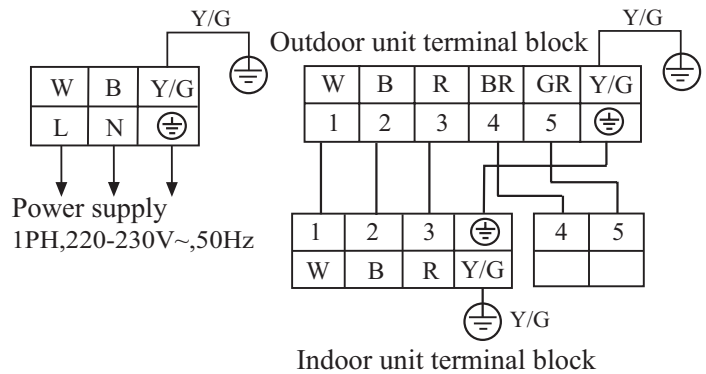 Y/G
Y/G
Outdoor unit terminal block
W B Y/G
L N
W B R BR GR Y/G
1 2 3 4 5
Power supply
1PH,220-230V~,50Hz
1 2 3
4 5
W B R Y/G
Y/G
Indoor unit terminal block